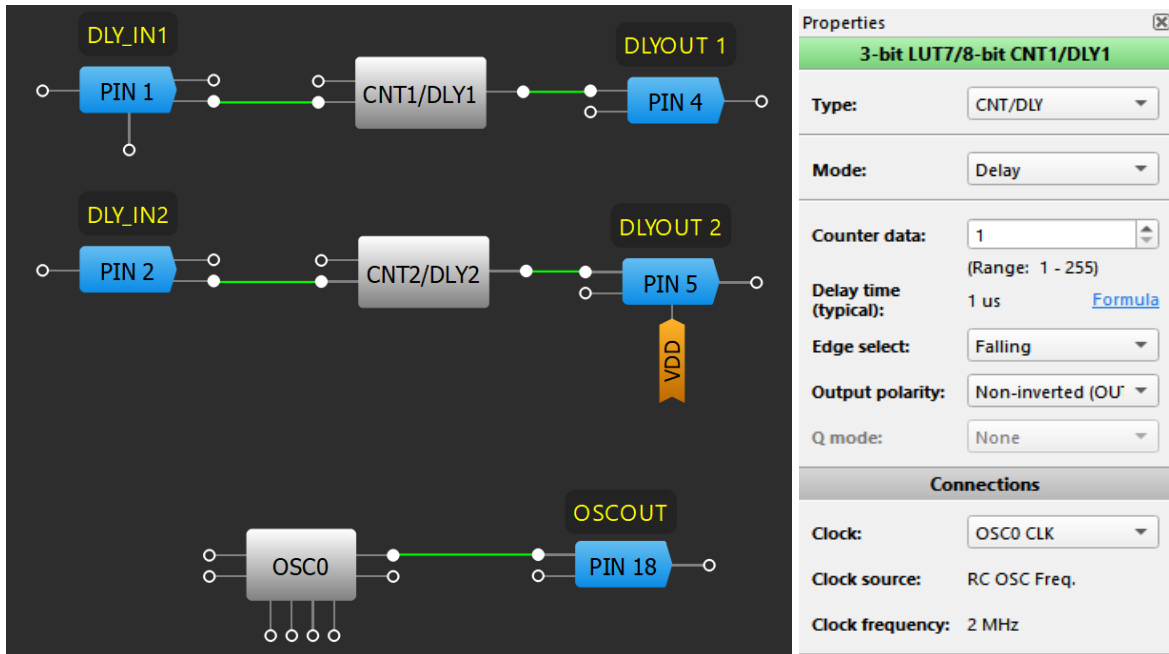 DLY_IN1
PIN 1
CNT1/DLY1
DLYOUT 1
PIN 4
DLY_IN2
PIN 2
CNT2/DLY2
DLYOUT 2
PIN 5
VDD
OSC0
OSCOUT
PIN 18
Properties
3-bit LUT7/8-bit CNT1/DLY1
Type: CNT/DLY
Mode: Delay
Counter data: 1
(Range: 1 - 255)
Delay time
(typical): 1 us Formula
Edge select: Falling
Output polarity: Non-inverted (OU
Q mode: None
Connections
Clock: OSC0 CLK
Clock source: RC OSC Freq.
Clock frequency: 2 MHz